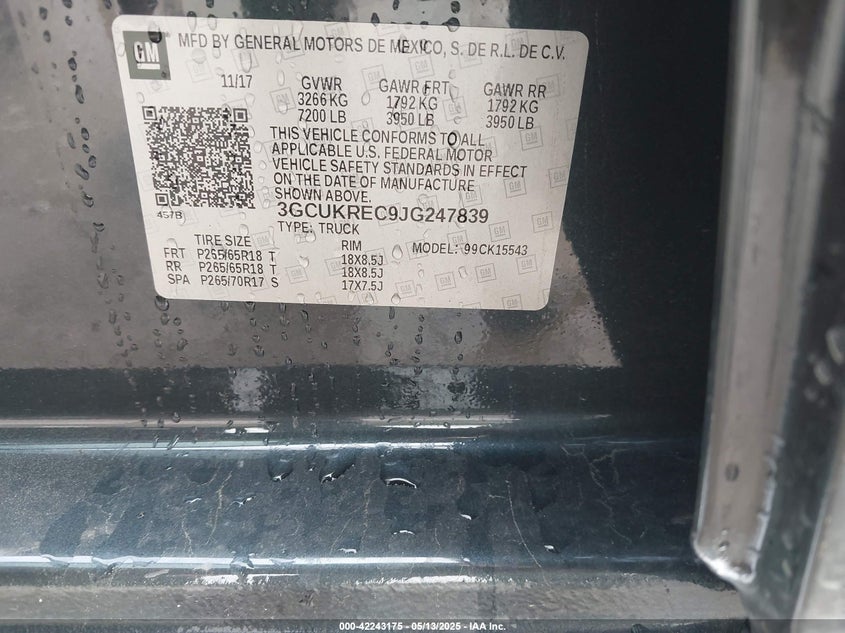 GM
MFD BY GENERAL MOTORS DE MEXICO, S. DE R.L. DE C.V.
11/17 GVWR GAWR FRT GAWR RR
3266 KG 1792 KG 1792 KG
7200 LB 3950 LB 3950 LB
THIS VEHICLE CONFORMS TO ALL
APPLICABLE U.S. FEDERAL MOTOR
VEHICLE SAFETY STANDARDS IN EFFECT
ON THE DATE OF MANUFACTURE
SHOWN ABOVE.
457B
3GCUKREC9JG247839
TYPE: TRUCK
TIRE SIZE RIM MODEL: 99CK15543
FRT P265/65R18 T 18X8.5J
RR P265/65R18 T 18X8.5J
SPA P265/70R17 S 17X7.5J
000-42243175 - 05/13/2025 - IAA Inc.